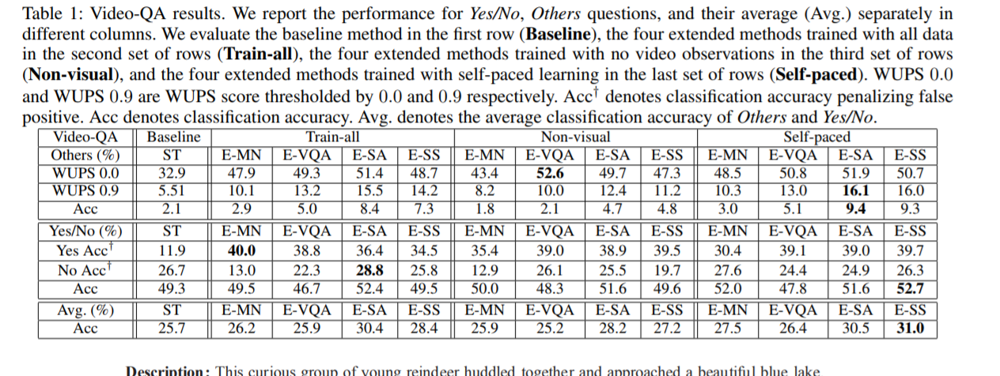 Table 1: Video-QA results. We report the performance for Yes/No, Others questions, and their average (Avg.) separately in
different columns. We evaluate the baseline method in the first row (Baseline), the four extended methods trained with all data
in the second set of rows (Train-all), the four extended methods trained with no video observations in the third set of rows
(Non-visual), and the four extended methods trained with self-paced learning in the last set of rows (Self-paced). WUPS 0.0
and WUPS 0.9 are WUPS score thresholded by 0.0 and 0.9 respectively. Acc† denotes classification accuracy penalizing false
positive. Acc denotes classification accuracy. Avg. denotes the average classification accuracy of Others and Yes/No.
Video-QA Baseline Train-all Non-visual Self-paced
Others (%) ST E-MN E-VQA E-SA E-SS E-MN E-VQA E-SA E-SS E-MN E-VQA E-SA E-SS
WUPS 0.0 32.9 47.9 49.3 51.4 48.7 43.4 52.6 49.7 47.3 48.5 50.8 51.9 50.7
WUPS 0.9 5.51 10.1 13.2 15.5 14.2 8.2 10.0 12.4 11.2 10.3 13.0 16.1 16.0
Acc 2.1 2.9 5.0 8.4 7.3 1.8 2.1 4.7 4.8 3.0 5.1 9.4 9.3
Yes/No (%) ST E-MN E-VQA E-SA E-SS E-MN E-VQA E-SA E-SS E-MN E-VQA E-SA E-SS
Yes Acc† 11.9 40.0 38.8 36.4 34.5 35.4 39.0 38.9 39.5 30.4 39.1 39.0 39.7
No Acc† 26.7 13.0 22.3 28.8 25.8 12.9 26.1 25.5 19.7 27.6 24.4 24.9 26.3
Acc 49.3 49.5 46.7 52.4 49.5 50.0 48.3 51.6 49.6 52.0 47.8 51.6 52.7
Avg. (%) ST E-MN E-VQA E-SA E-SS E-MN E-VQA E-SA E-SS E-MN E-VQA E-SA E-SS
Acc 25.7 26.2 25.9 30.4 28.4 25.9 25.2 28.2 27.2 27.5 26.4 30.5 31.0
Description: This curious group of young reindeer huddled together and approached a beautiful blue lake